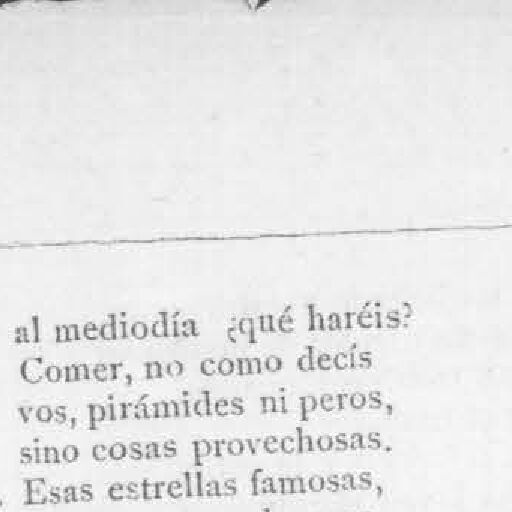 al mediodía ¿qué haréis?
Comer, no como decís
vos, pirámides ni peros,
sino cosas provechosas.
. Esas estrellas famosas,